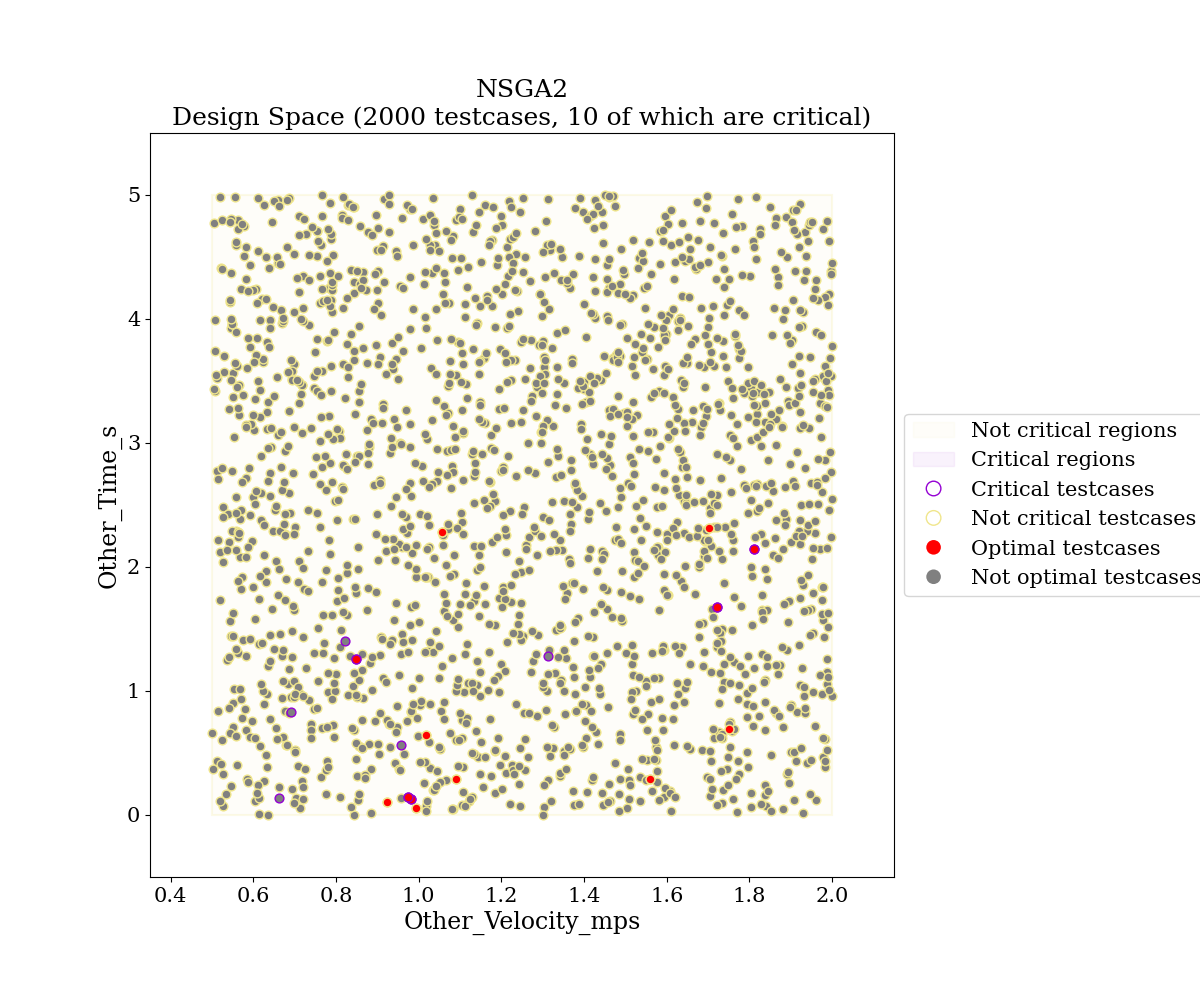 NSGA2
Design Space (2000 testcases, 10 of which are critical)
5
4
3
2
1
0
Other_Time_s
0.4 0.6 0.8 1.0 1.2 1.4 1.6 1.8 2.0
Other_Velocity_mps
Not critical regions
Critical regions
Critical testcases
Not critical testcases
Optimal testcases
Not optimal testcases